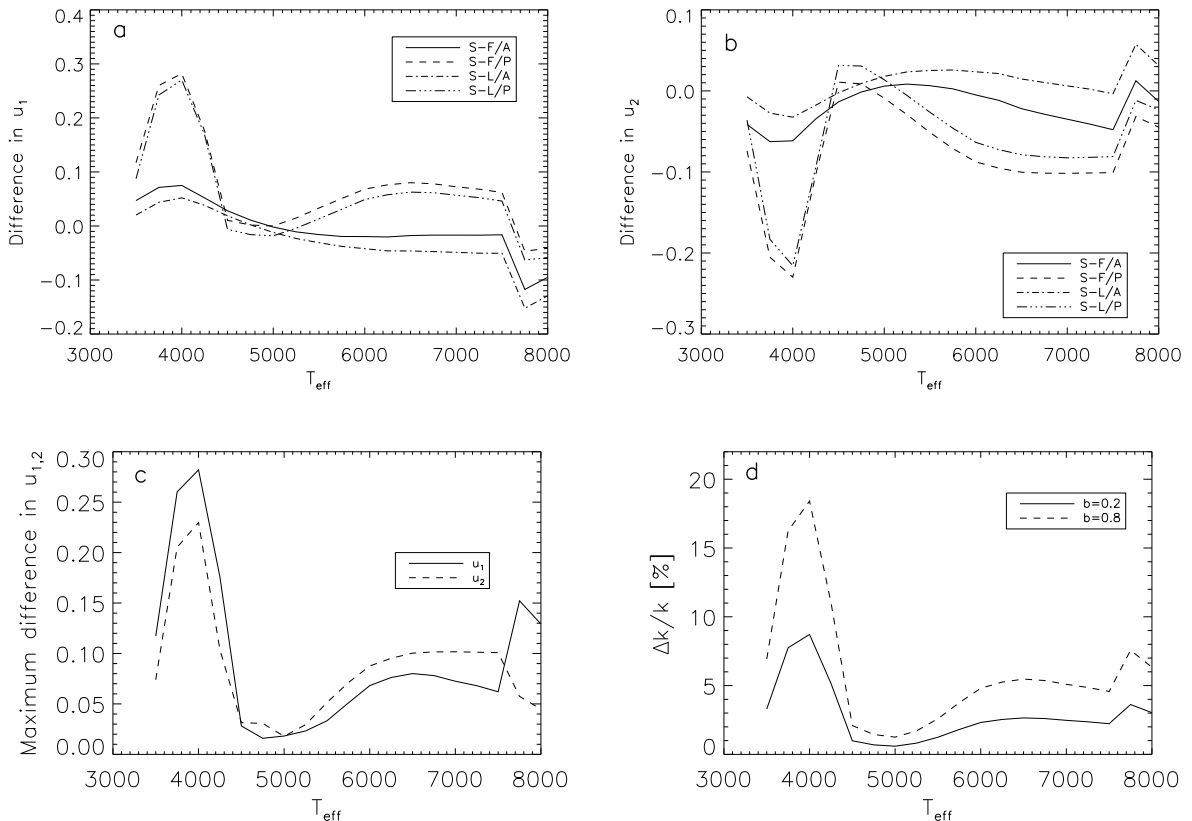 a
S-F/A
S-F/P
S-L/A
S-L/P
0.4
0.3
0.2
0.1
0.0
-0.1
-0.2
Difference in u1
3000 4000 5000 6000 7000 8000
Teff
b
S-F/A
S-F/P
S-L/A
S-L/P
0.2
0.1
0.0
-0.1
-0.2
-0.3
Difference in u2
3000 4000 5000 6000 7000 8000
Teff
c
u1
u2
0.30
0.25
0.20
0.15
0.10
0.05
0.00
Maximum difference in u1,2
3000 4000 5000 6000 7000 8000
Teff
d
b=0.2
b=0.8
20
15
10
5
0
Δk/k [%]
3000 4000 5000 6000 7000 8000
Teff